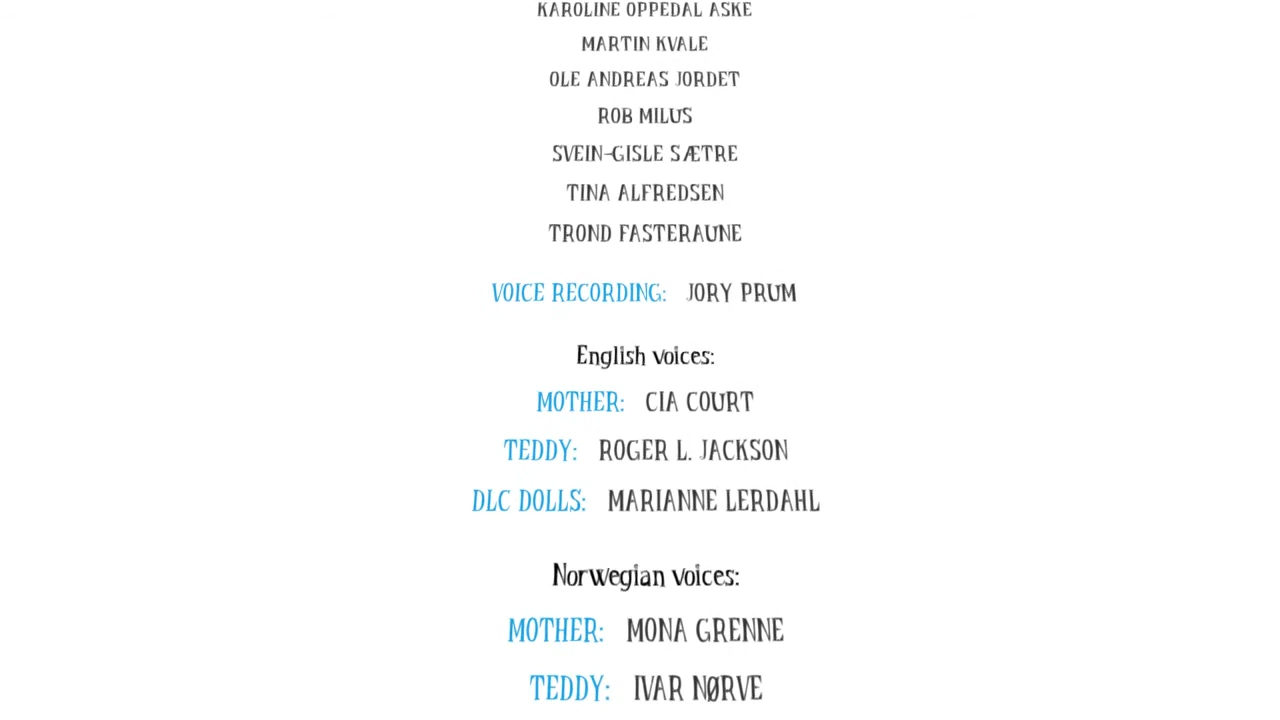 KAROLINE OPPEDAL ASKE
MARTIN KVALE
OLE ANDREAS JORDET
ROB MILUS
SVEIN-GISLE SÆTRE
TINA ALFREDSEN
TROND FASTERAUNE
VOICE RECORDING: JORY PRUM
English voices:
MOTHER: CIA COURT
TEDDY: ROGER L. JACKSON
DLC DOLLS: MARIANNE LERDAHL
Norwegian voices:
MOTHER: MONA GRENNE
TEDDY: IVAR NØRVE